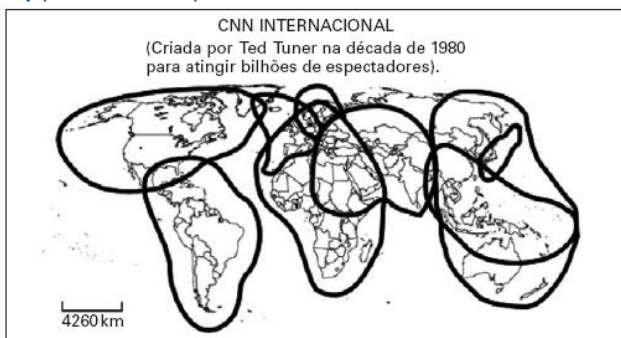 CNN INTERNACIONAL
(Criada por Ted Tuner na década de 1980
para atingir bilhões de espectadores).
4260 km